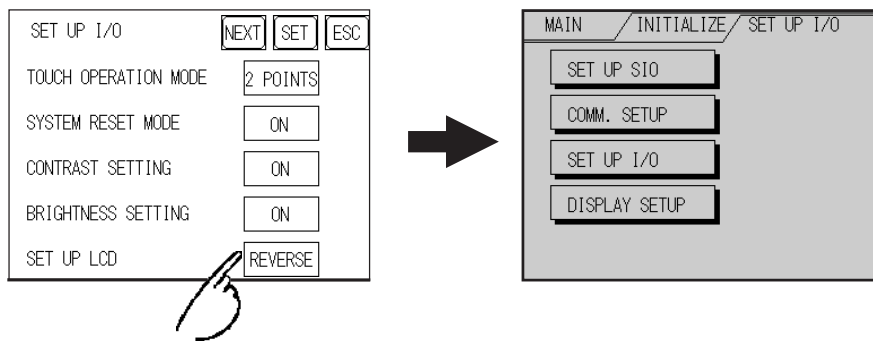 SET UP I/O NEXT SET ESC
TOUCH OPERATION MODE 2 POINTS
SYSTEM RESET MODE ON
CONTRAST SETTING ON
BRIGHTNESS SETTING ON
SET UP LCD REVERSE
MAIN INITIALIZE SET UP I/O
SET UP SIO
COMM. SETUP
SET UP I/O
DISPLAY SETUP